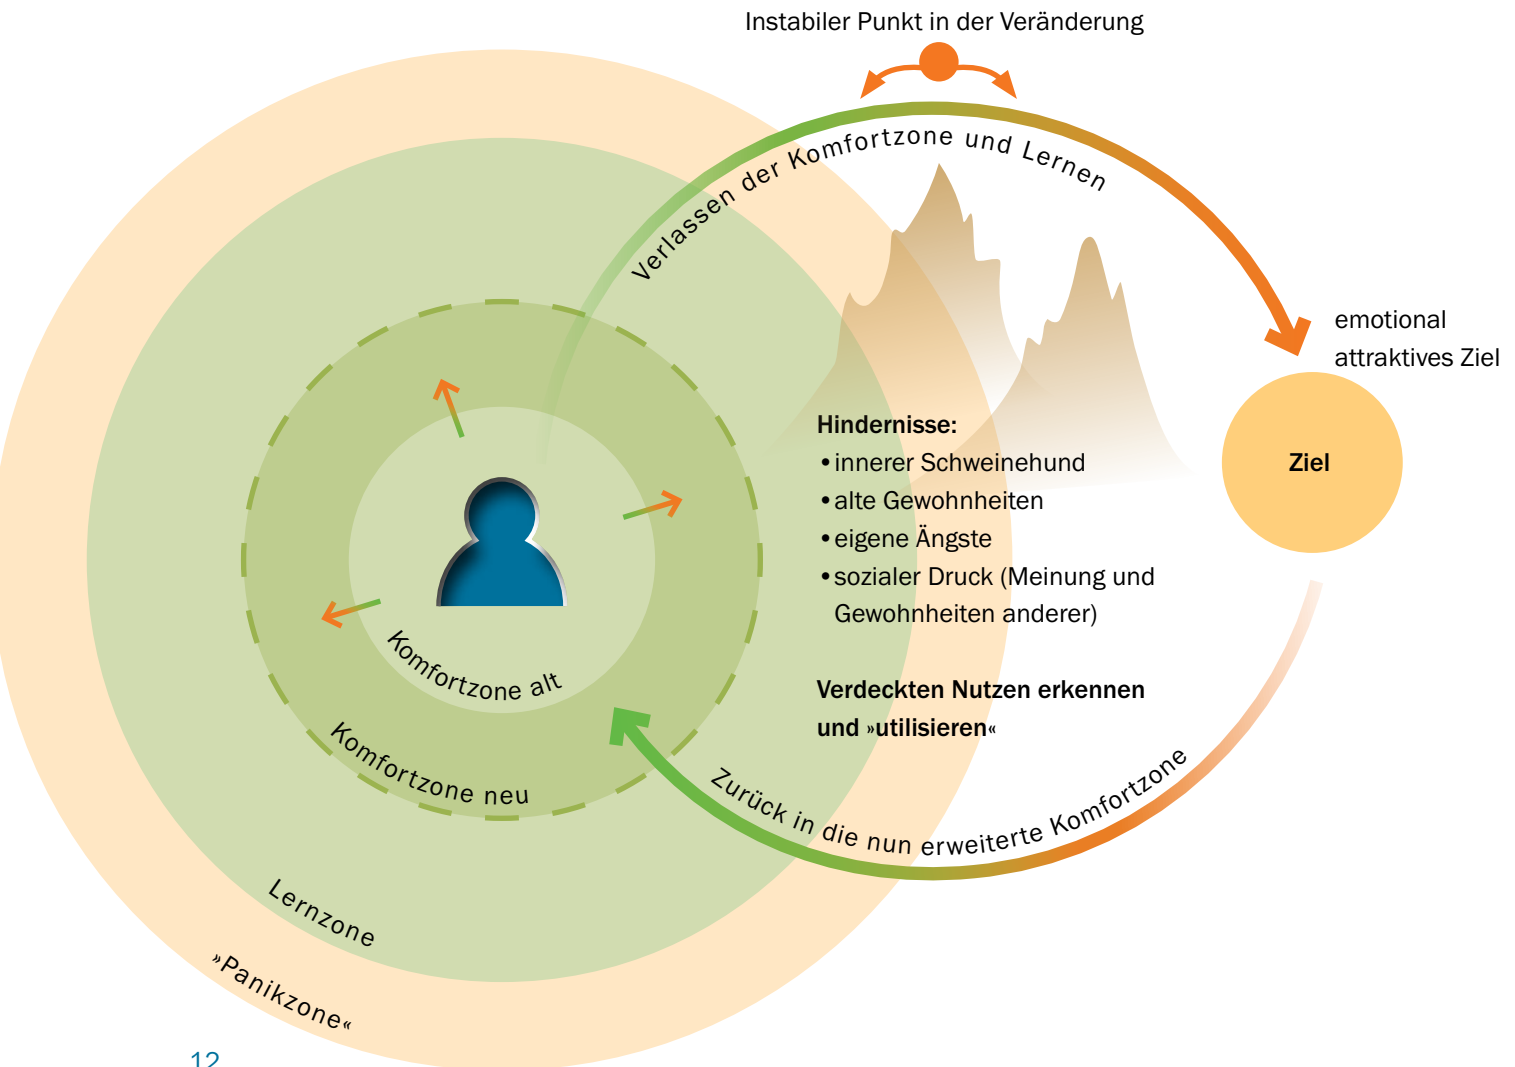 Instabiler Punkt in der Veränderung
Verlassen der Komfortzone und Lernen
emotional
attraktives Ziel
Ziel
Hindernisse:
• innerer Schweinehund
• alte Gewohnheiten
• eigene Ängste
• sozialer Druck (Meinung und
Gewohnheiten anderer)
Verdeckten Nutzen erkennen
und »utilisieren«
Zurück in die nun erweiterte Komfortzone
Komfortzone alt
Komfortzone neu
Lernzone
»Panikzone«
12